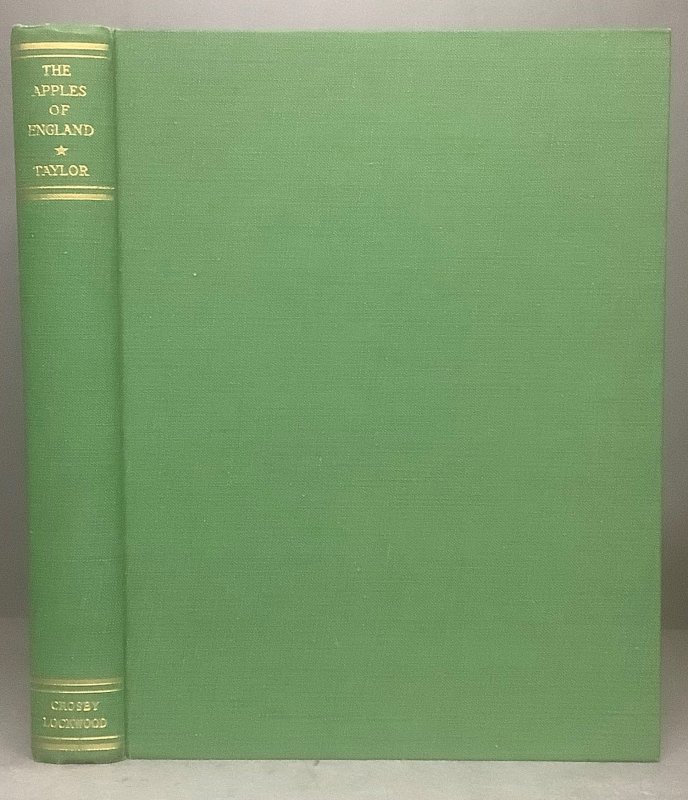 THE
APPLES
OF
ENGLAND
★
TAYLOR
CROSBY
LOCKWOOD